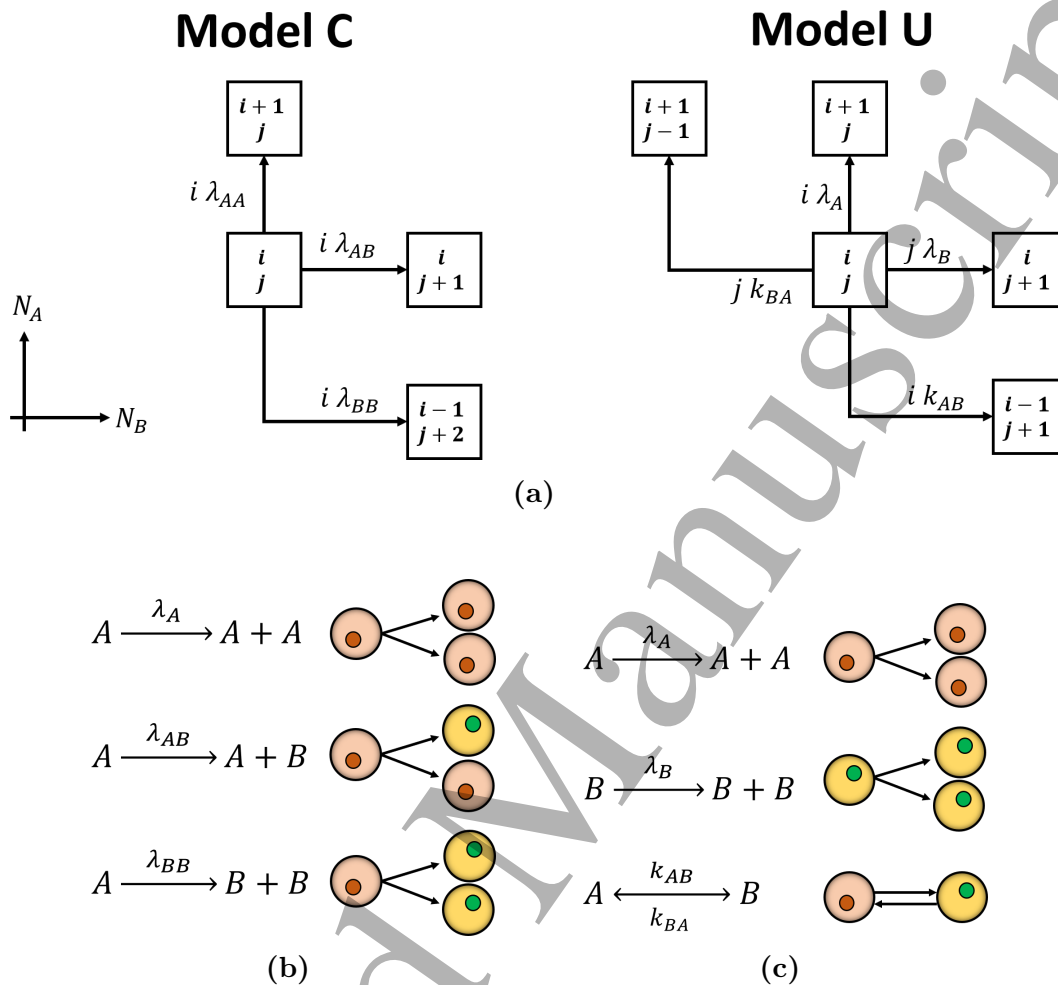 Model C
Model U
i + 1
j
i + 1
j − 1
i + 1
j
i λ_AA
i λ_A
i
j
i λ_AB
i
j + 1
i
j
j λ_B
i
j + 1
j k_BA
N_A
N_B
i λ_BB
i − 1
j + 2
i k_AB
i − 1
j + 1
(a)
A λ_A → A + A
A λ_AB → A + B
A λ_BB → B + B
(b)
A λ_A → A + A
B λ_B → B + B
A k_AB ↔ k_BA B
(c)
d Manuscrip